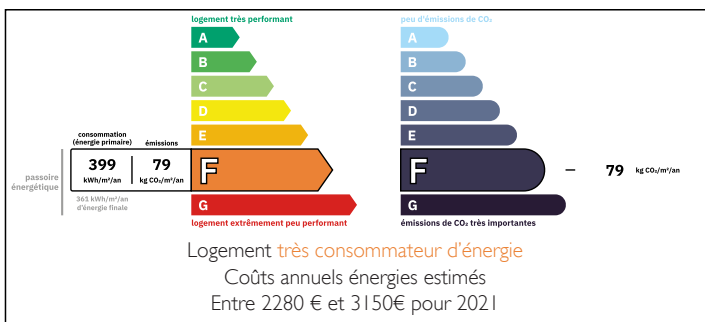 logement très performant
A
B
C
D
E
consommation
(énergie primaire)
émissions
399
kWh/m²/an
79
kg CO₂/m²/an
F
passoire
énergétique
361 kWh/m²/an
d'énergie finale
G
logement extrêmement peu performant
peu d'émissions de CO₂
A
B
C
D
E
F
79 kg CO₂/m²/an
G
émissions de CO₂ très importantes
Logement très consommateur d'énergie
Coûts annuels énergies estimés
Entre 2280 € et 3150€ pour 2021